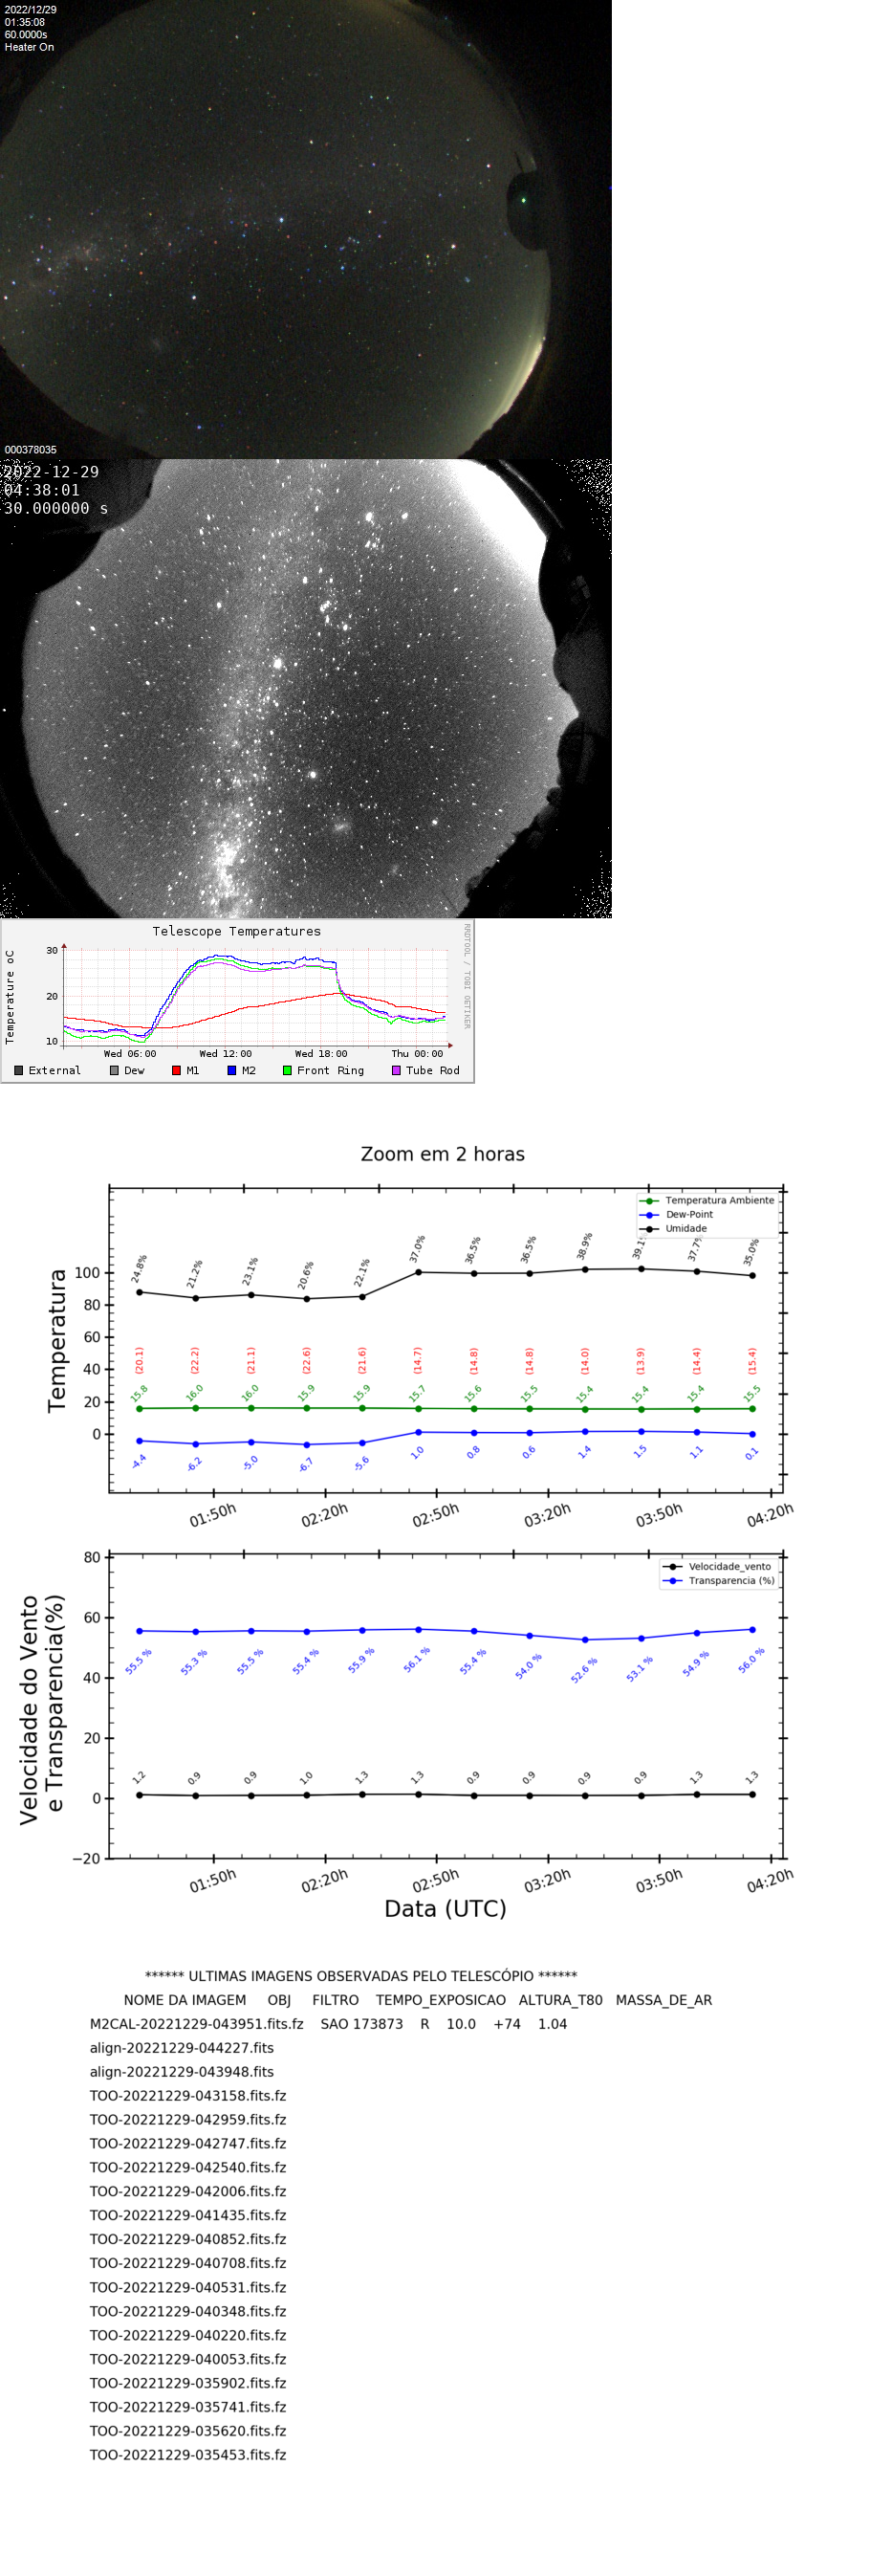 2022/12/29
01:35:08
60.0000s
Heater On
000378035
2022-12-29
04:38:01
30.000000 s
Telescope Temperatures
RRDTOOL / TOBI OETIKER
Temperature oC
30
20
10
Wed 06:00 Wed 12:00 Wed 18:00 Thu 00:00
External Dew M1 M2 Front Ring Tube Rod
Zoom em 2 horas
Temperatura Ambiente
Dew-Point
Umidade
Temperatura
24.8% 21.2% 23.1% 20.6% 22.1% 37.0% 36.5% 36.5% 38.9% 39.1% 37.7% 35.0%
100
80
60
40
20
0
(20.1) (22.2) (21.1) (22.6) (21.6) (14.7) (14.8) (14.8) (14.0) (13.9) (14.4) (15.4)
15.8 16.0 16.0 15.9 15.9 15.7 15.6 15.5 15.4 15.4 15.4 15.5
-4.4 -6.2 -5.0 -6.7 -5.6 1.0 0.8 0.6 1.4 1.5 1.1 0.1
01:50h 02:20h 02:50h 03:20h 03:50h 04:20h
Velocidade_vento
Transparencia (%)
Velocidade do Vento
e Transparencia(%)
80
60
40
20
0
−20
55.5 % 55.3 % 55.5 % 55.4 % 55.9 % 56.1 % 55.4 % 54.0 % 52.6 % 53.1 % 54.9 % 56.0 %
1.2 0.9 0.9 1.0 1.3 1.3 0.9 0.9 0.9 0.9 1.3 1.3
01:50h 02:20h 02:50h 03:20h 03:50h 04:20h
Data (UTC)
****** ULTIMAS IMAGENS OBSERVADAS PELO TELESCÓPIO ******
NOME DA IMAGEM OBJ FILTRO TEMPO_EXPOSICAO ALTURA_T80 MASSA_DE_AR
M2CAL-20221229-043951.fits.fz SAO 173873 R 10.0 +74 1.04
align-20221229-044227.fits
align-20221229-043948.fits
TOO-20221229-043158.fits.fz
TOO-20221229-042959.fits.fz
TOO-20221229-042747.fits.fz
TOO-20221229-042540.fits.fz
TOO-20221229-042006.fits.fz
TOO-20221229-041435.fits.fz
TOO-20221229-040852.fits.fz
TOO-20221229-040708.fits.fz
TOO-20221229-040531.fits.fz
TOO-20221229-040348.fits.fz
TOO-20221229-040220.fits.fz
TOO-20221229-040053.fits.fz
TOO-20221229-035902.fits.fz
TOO-20221229-035741.fits.fz
TOO-20221229-035620.fits.fz
TOO-20221229-035453.fits.fz